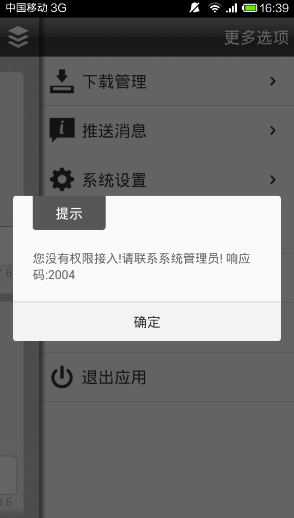 中国移动 3G
16:39
更多选项
下载管理
推送消息
系统设置
提示
您没有权限接入!请联系系统管理员! 响应
码:2004
确定
退出应用